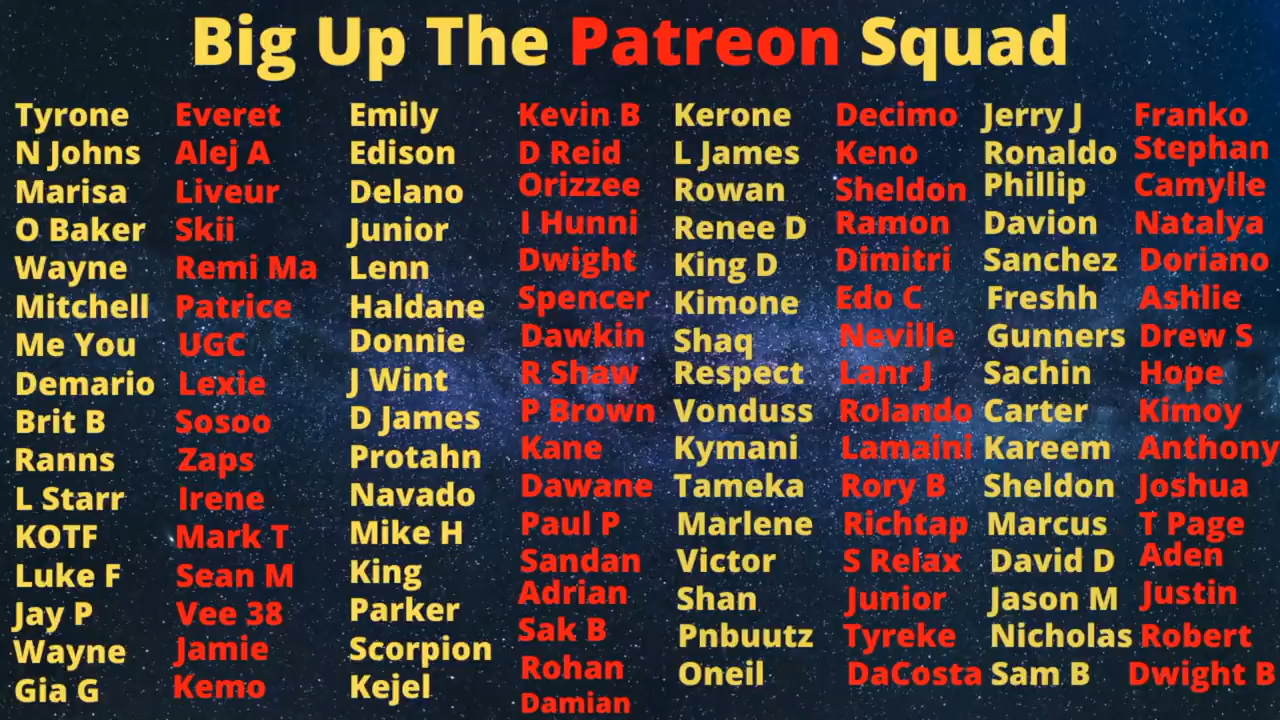 Big Up The Patreon Squad
Tyrone
N Johns
Marisa
O Baker
Wayne
Mitchell
Me You
Demario
Brit B
Ranns
L Starr
KOTF
Luke F
Jay P
Wayne
Gia G
Everet
Alej A
Liveur
Skii
Remi Ma
Patrice
UGC
Lexie
Sosoo
Zaps
Irene
Mark T
Sean M
Vee 38
Jamie
Kemo
Emily
Edison
Delano
Junior
Lenn
Haldane
Donnie
J Wint
D James
Protahn
Navado
Mike H
King
Parker
Scorpion
Kejel
Kevin B
D Reid
Orizzee
I Hunni
Dwight
Spencer
Dawkin
R Shaw
P Brown
Kane
Dawane
Paul P
Sandan
Adrian
Sak B
Rohan
Damian
Kerone
L James
Rowan
Renee D
King D
Kimone
Shaq
Respect
Vonduss
Kymani
Tameka
Marlene
Victor
Shan
Pnbuutz
Oneil
Decimo
Keno
Sheldon
Ramon
Dimitri
Edo C
Neville
Lanr J
Rolando
Lamaini
Rory B
Richtap
S Relax
Junior
Tyreke
DaCosta
Jerry J
Ronaldo
Phillip
Davion
Sanchez
Freshh
Gunners
Sachin
Carter
Kareem
Sheldon
Marcus
David D
Jason M
Nicholas
Sam B
Franko
Stephan
Camylle
Natalya
Doriano
Ashlie
Drew S
Hope
Kimoy
Anthony
Joshua
T Page
Aden
Justin
Robert
Dwight B